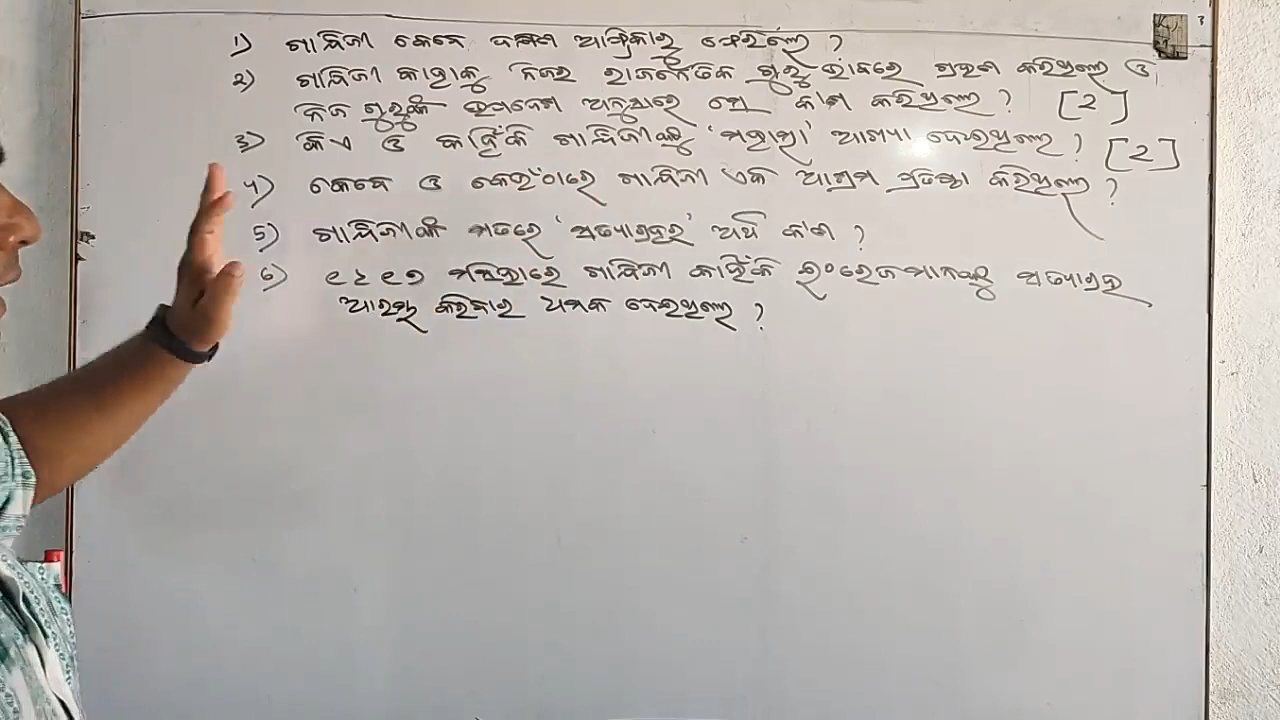 1) ଗାନ୍ଧିଜୀ କେବେ ଦକ୍ଷିଣ ଆଫ୍ରିକାରୁ ଫେରିଲେ ?
2) ଗାନ୍ଧିଜୀ କାହାକୁ ନିଜର ରାଜନୈତିକ ଗୁରୁ ଭାବରେ ଗ୍ରହଣ କରିଥିଲେ ଓ
ନିଜ ଗୁରୁଙ୍କ ଉପଦେଶ ଅନୁସାରେ ସେ କ'ଣ କରିଥିଲେ ? [2]
3) କିଏ ଓ କାହିଁକି ଗାନ୍ଧିଜୀଙ୍କୁ 'ମହାତ୍ମା' ଆଖ୍ୟା ଦେଇଥିଲେ ? [2]
4) କେବେ ଓ କେଉଁଠାରେ ଗାନ୍ଧିଜୀ ଏକ ଆଶ୍ରମ ପ୍ରତିଷ୍ଠା କରିଥିଲେ ?
5) ଗାନ୍ଧିଜୀଙ୍କ ମତରେ 'ସତ୍ୟାଗ୍ରହର' ଅର୍ଥ କ'ଣ ?
6) ୧୯୧୭ ମସିହାରେ ଗାନ୍ଧିଜୀ କାହିଁକି ଇଂରେଜମାନଙ୍କୁ ସତ୍ୟାଗ୍ରହ
ଆରମ୍ଭ କରିବାର ଧମକ ଦେଇଥିଲେ ?